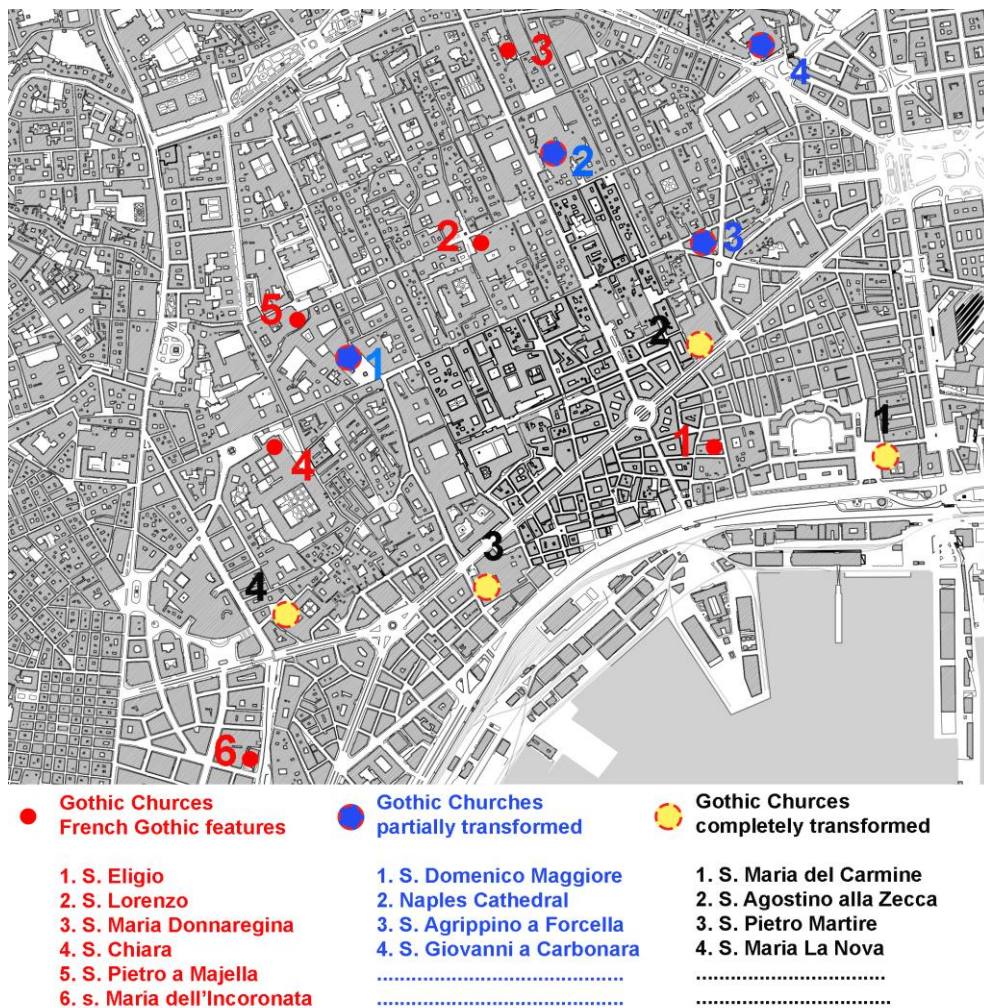 3
4
2
3
2
5
1
2
1
1
4
3
4
6
Gothic Churces
French Gothic features
1. S. Eligio
2. S. Lorenzo
3. S. Maria Donnaregina
4. S. Chiara
5. S. Pietro a Majella
6. s. Maria dell'Incoronata
Gothic Churches
partially transformed
1. S. Domenico Maggiore
2. Naples Cathedral
3. S. Agrippino a Forcella
4. S. Giovanni a Carbonara
..........................................
..........................................
Gothic Churces
completely transformed
1. S. Maria del Carmine
2. S. Agostino alla Zecca
3. S. Pietro Martire
4. S. Maria La Nova
................................
.................................